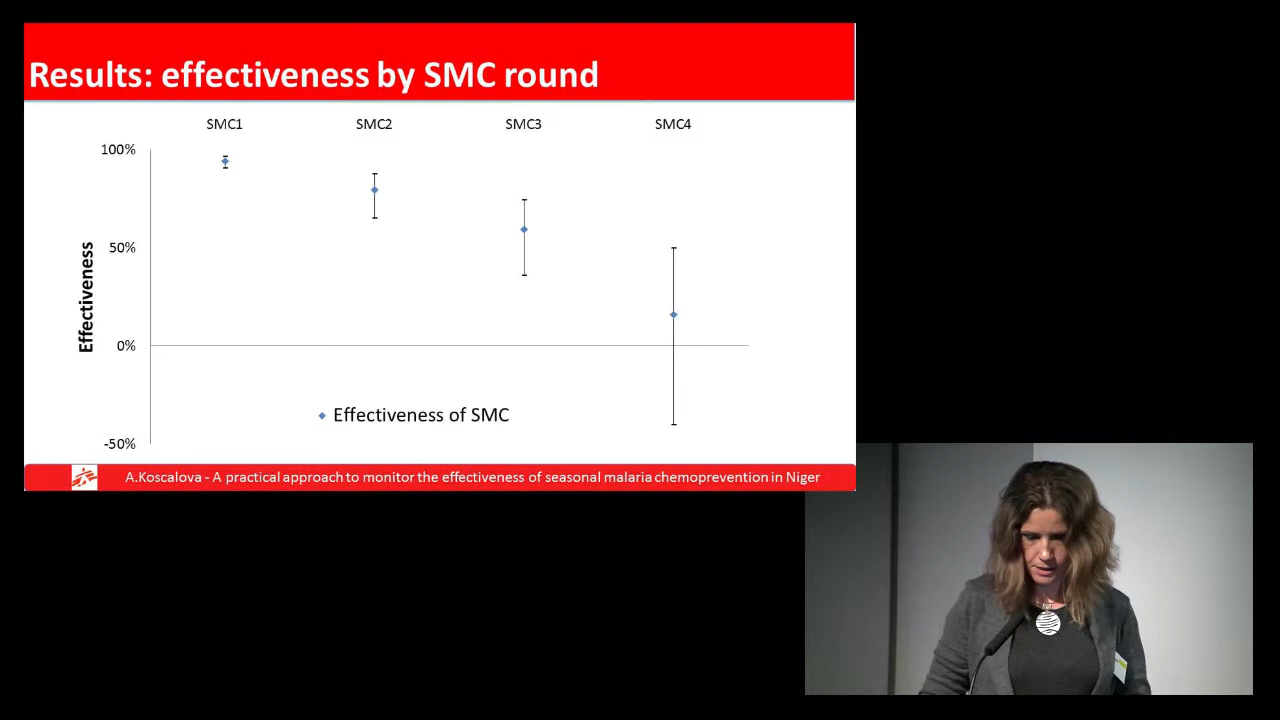 Results: effectiveness by SMC round
SMC1 SMC2 SMC3 SMC4
100%
50%
0%
-50%
Effectiveness
Effectiveness of SMC
A.Koscalova - A practical approach to monitor the effectiveness of seasonal malaria chemoprevention in Niger